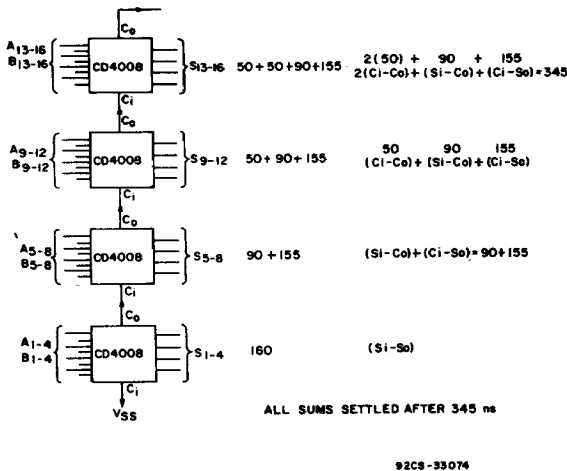 Co
A13-16
B13-16
CD4008
S13-16
50+50+90+155
2(50) + 90 + 155
2(Ci-Co)+(Si-Co)+(Ci-So)=345
Ci
Co
A9-12
B9-12
CD4008
S9-12
50+90+155
50 90 155
(Ci-Co)+(Si-Co)+(Ci-So)
Ci
Co
A5-8
B5-8
CD4008
S5-8
90+155
(Si-Co)+(Ci-So)=90+155
Ci
Co
A1-4
B1-4
CD4008
S1-4
160
(Si-So)
Ci
VSS
ALL SUMS SETTLED AFTER 345 ns
92CS-33074